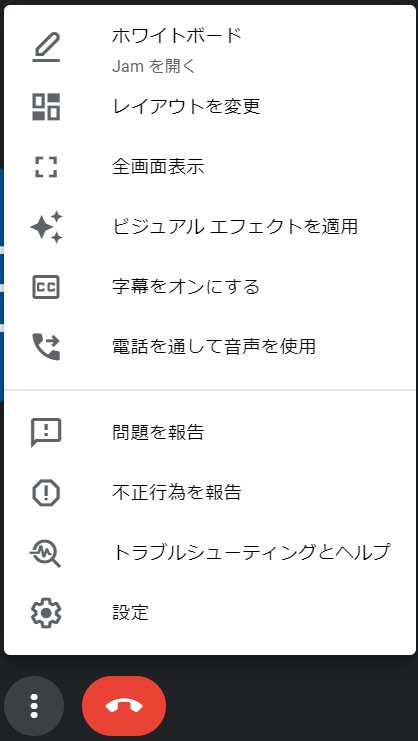 ホワイトボード
Jam を開く
レイアウトを変更
全画面表示
ビジュアル エフェクトを適用
字幕をオンにする
電話を通して音声を使用
問題を報告
不正行為を報告
トラブルシューティングとヘルプ
設定